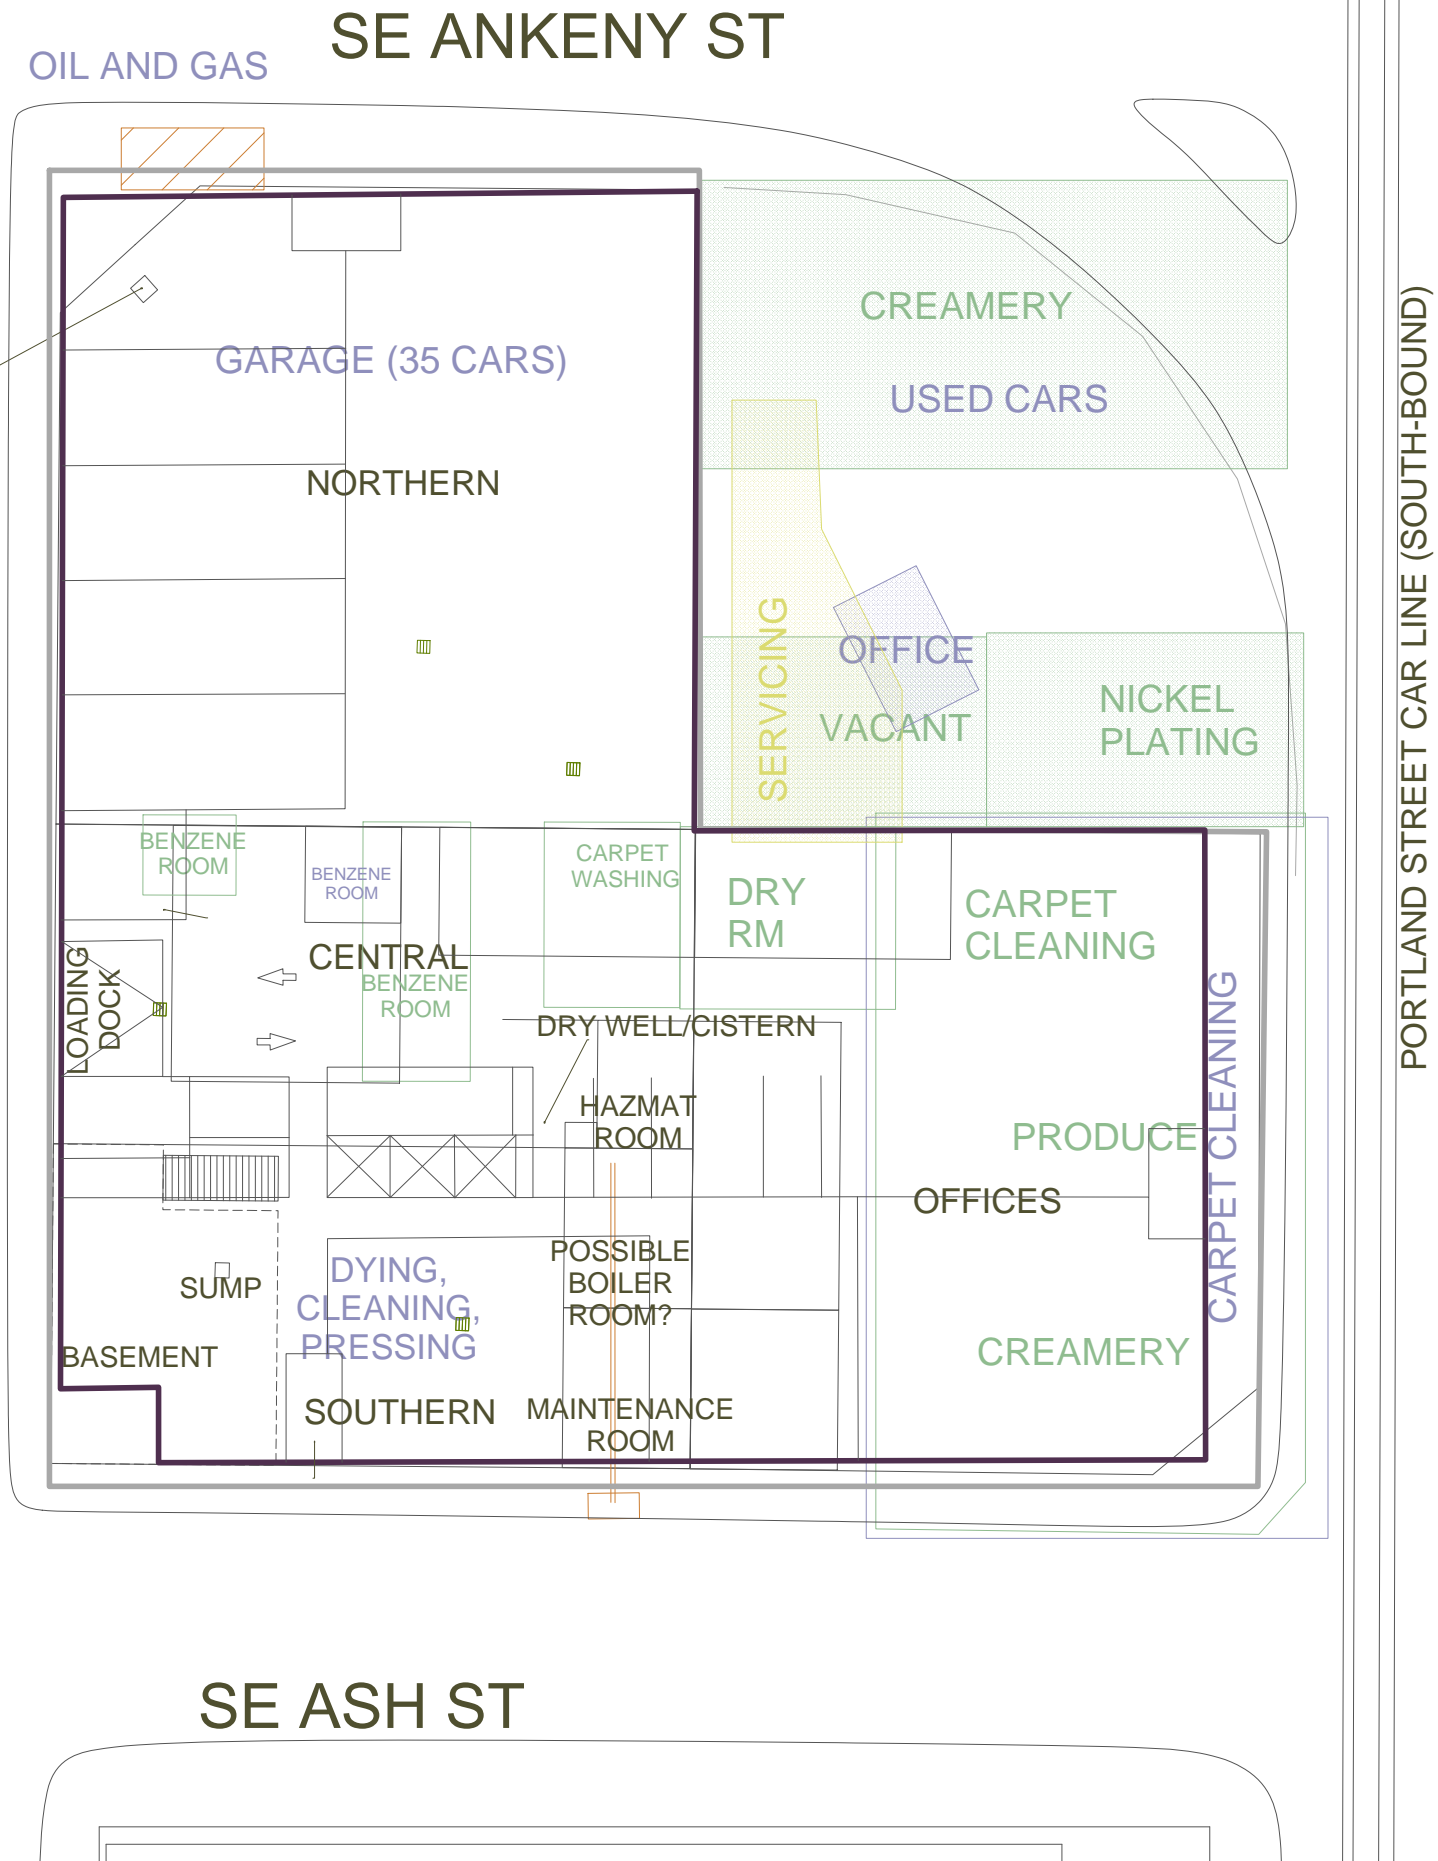 SE ANKENY ST
OIL AND GAS
CREAMERY
GARAGE (35 CARS)
USED CARS
NORTHERN
PORTLAND STREET CAR LINE (SOUTH-BOUND)
SERVICING
OFFICE
VACANT
NICKEL
PLATING
BENZENE
ROOM
BENZENE
ROOM
CARPET
WASHING
DRY
RM
CARPET
CLEANING
CENTRAL
BENZENE
ROOM
LOADING
DOCK
DRY WELL/CISTERN
CARPET CLEANING
HAZMAT
ROOM
PRODUCE
OFFICES
POSSIBLE
BOILER
ROOM?
DYING,
CLEANING,
PRESSING
SUMP
BASEMENT
CREAMERY
SOUTHERN
MAINTENANCE
ROOM
SE ASH ST